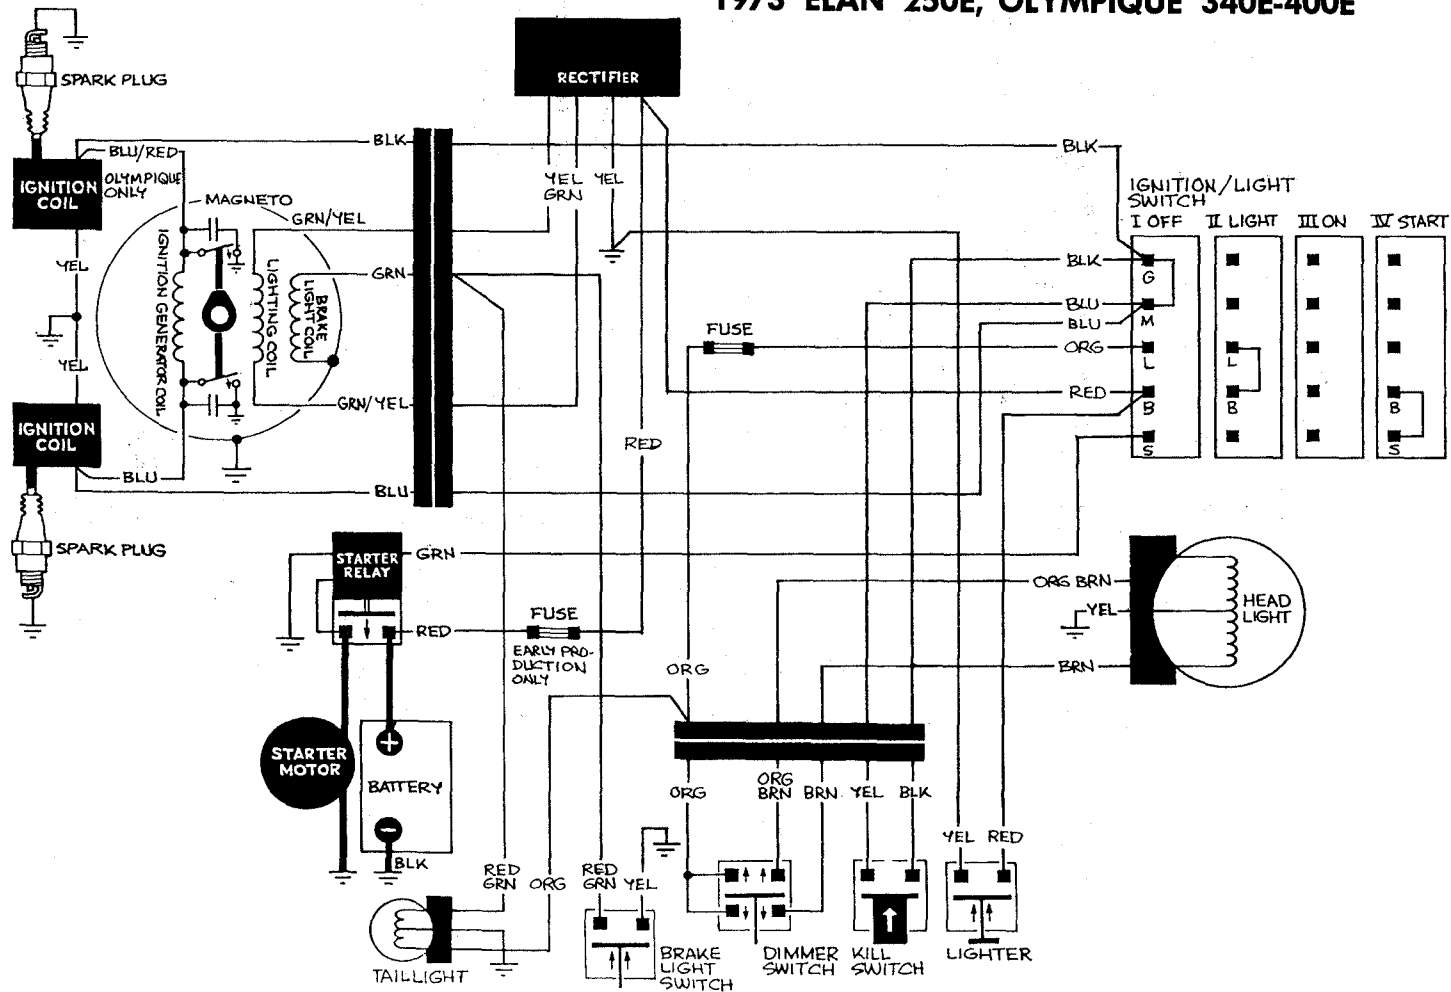 1973 ELAN 250E, OLYMPIQUE 340E-400E
SPARK PLUG
RECTIFIER
BLK
BLK
BLU/RED
IGNITION
COIL
OLYMPIQUE
ONLY
MAGNETO
GRN/YEL
YEL
GRN
YEL
IGNITION/LIGHT
SWITCH
I OFF
II LIGHT
III ON
IV START
YEL
GRN
IGNITION GENERATOR COIL
LIGHTING COIL
BRAKE
LIGHT COIL
BLK
G
BLU
BLU
M
FUSE
ORG
L
L
YEL
RED
B
B
B
GRN/YEL
IGNITION
COIL
RED
S
S
BLU
BLU
SPARK PLUG
STARTER
RELAY
GRN
ORG BRN
YEL
HEAD
LIGHT
FUSE
RED
EARLY PRO-
DUCTION
ONLY
ORG
BRN
STARTER
MOTOR
+
BATTERY
-
BLK
ORG
ORG
BRN
BRN
YEL
BLK
YEL
RED
RED
GRN
ORG
RED
GRN
YEL
TAILLIGHT
BRAKE
LIGHT
SWITCH
DIMMER
SWITCH
KILL
SWITCH
LIGHTER